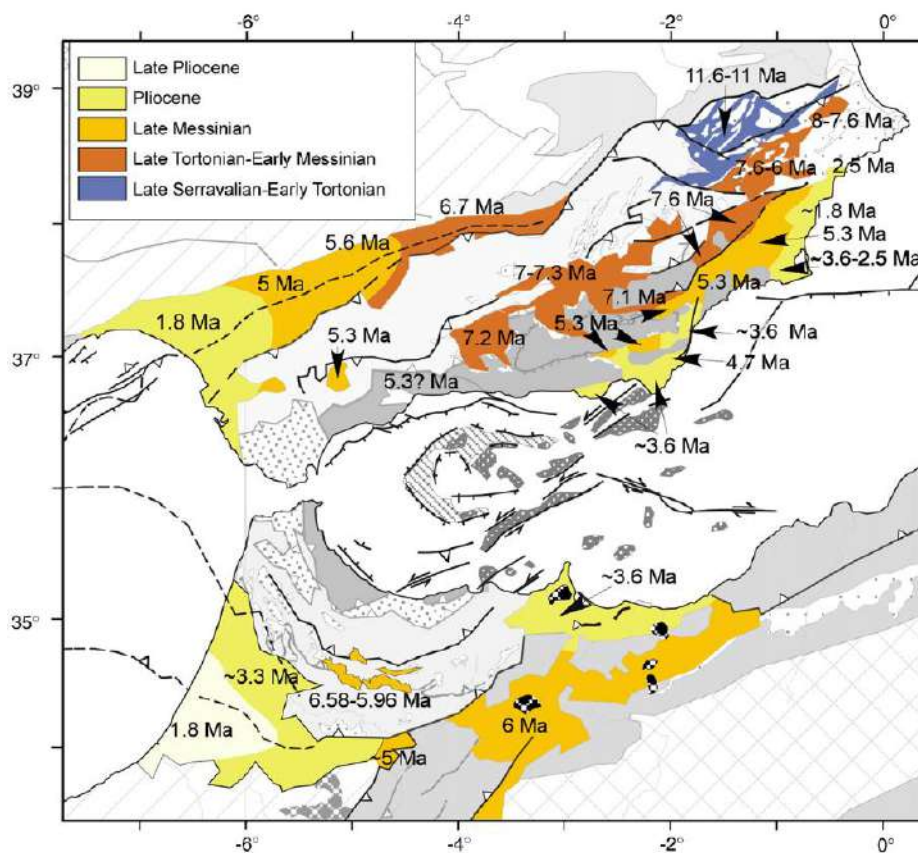 -6°
-4°
-2°
0°
39°
Late Pliocene
Pliocene
Late Messinian
Late Tortonian-Early Messinian
Late Serravalian-Early Tortonian
11.6-11 Ma
8-7.6 Ma
7.6-6 Ma
2.5 Ma
7.6 Ma
6.7 Ma
~1.8 Ma
5.6 Ma
5.3 Ma
~3.6-2.5 Ma
7-7.3 Ma
5 Ma
5.3 Ma
7.1 Ma
1.8 Ma
5.3 Ma
5.3 Ma
~3.6 Ma
7.2 Ma
37°
4.7 Ma
5.3? Ma
~3.6 Ma
~3.6 Ma
35°
~3.3 Ma
6.58-5.96 Ma
1.8 Ma
6 Ma
~5 Ma
-6°
-4°
-2°
0°